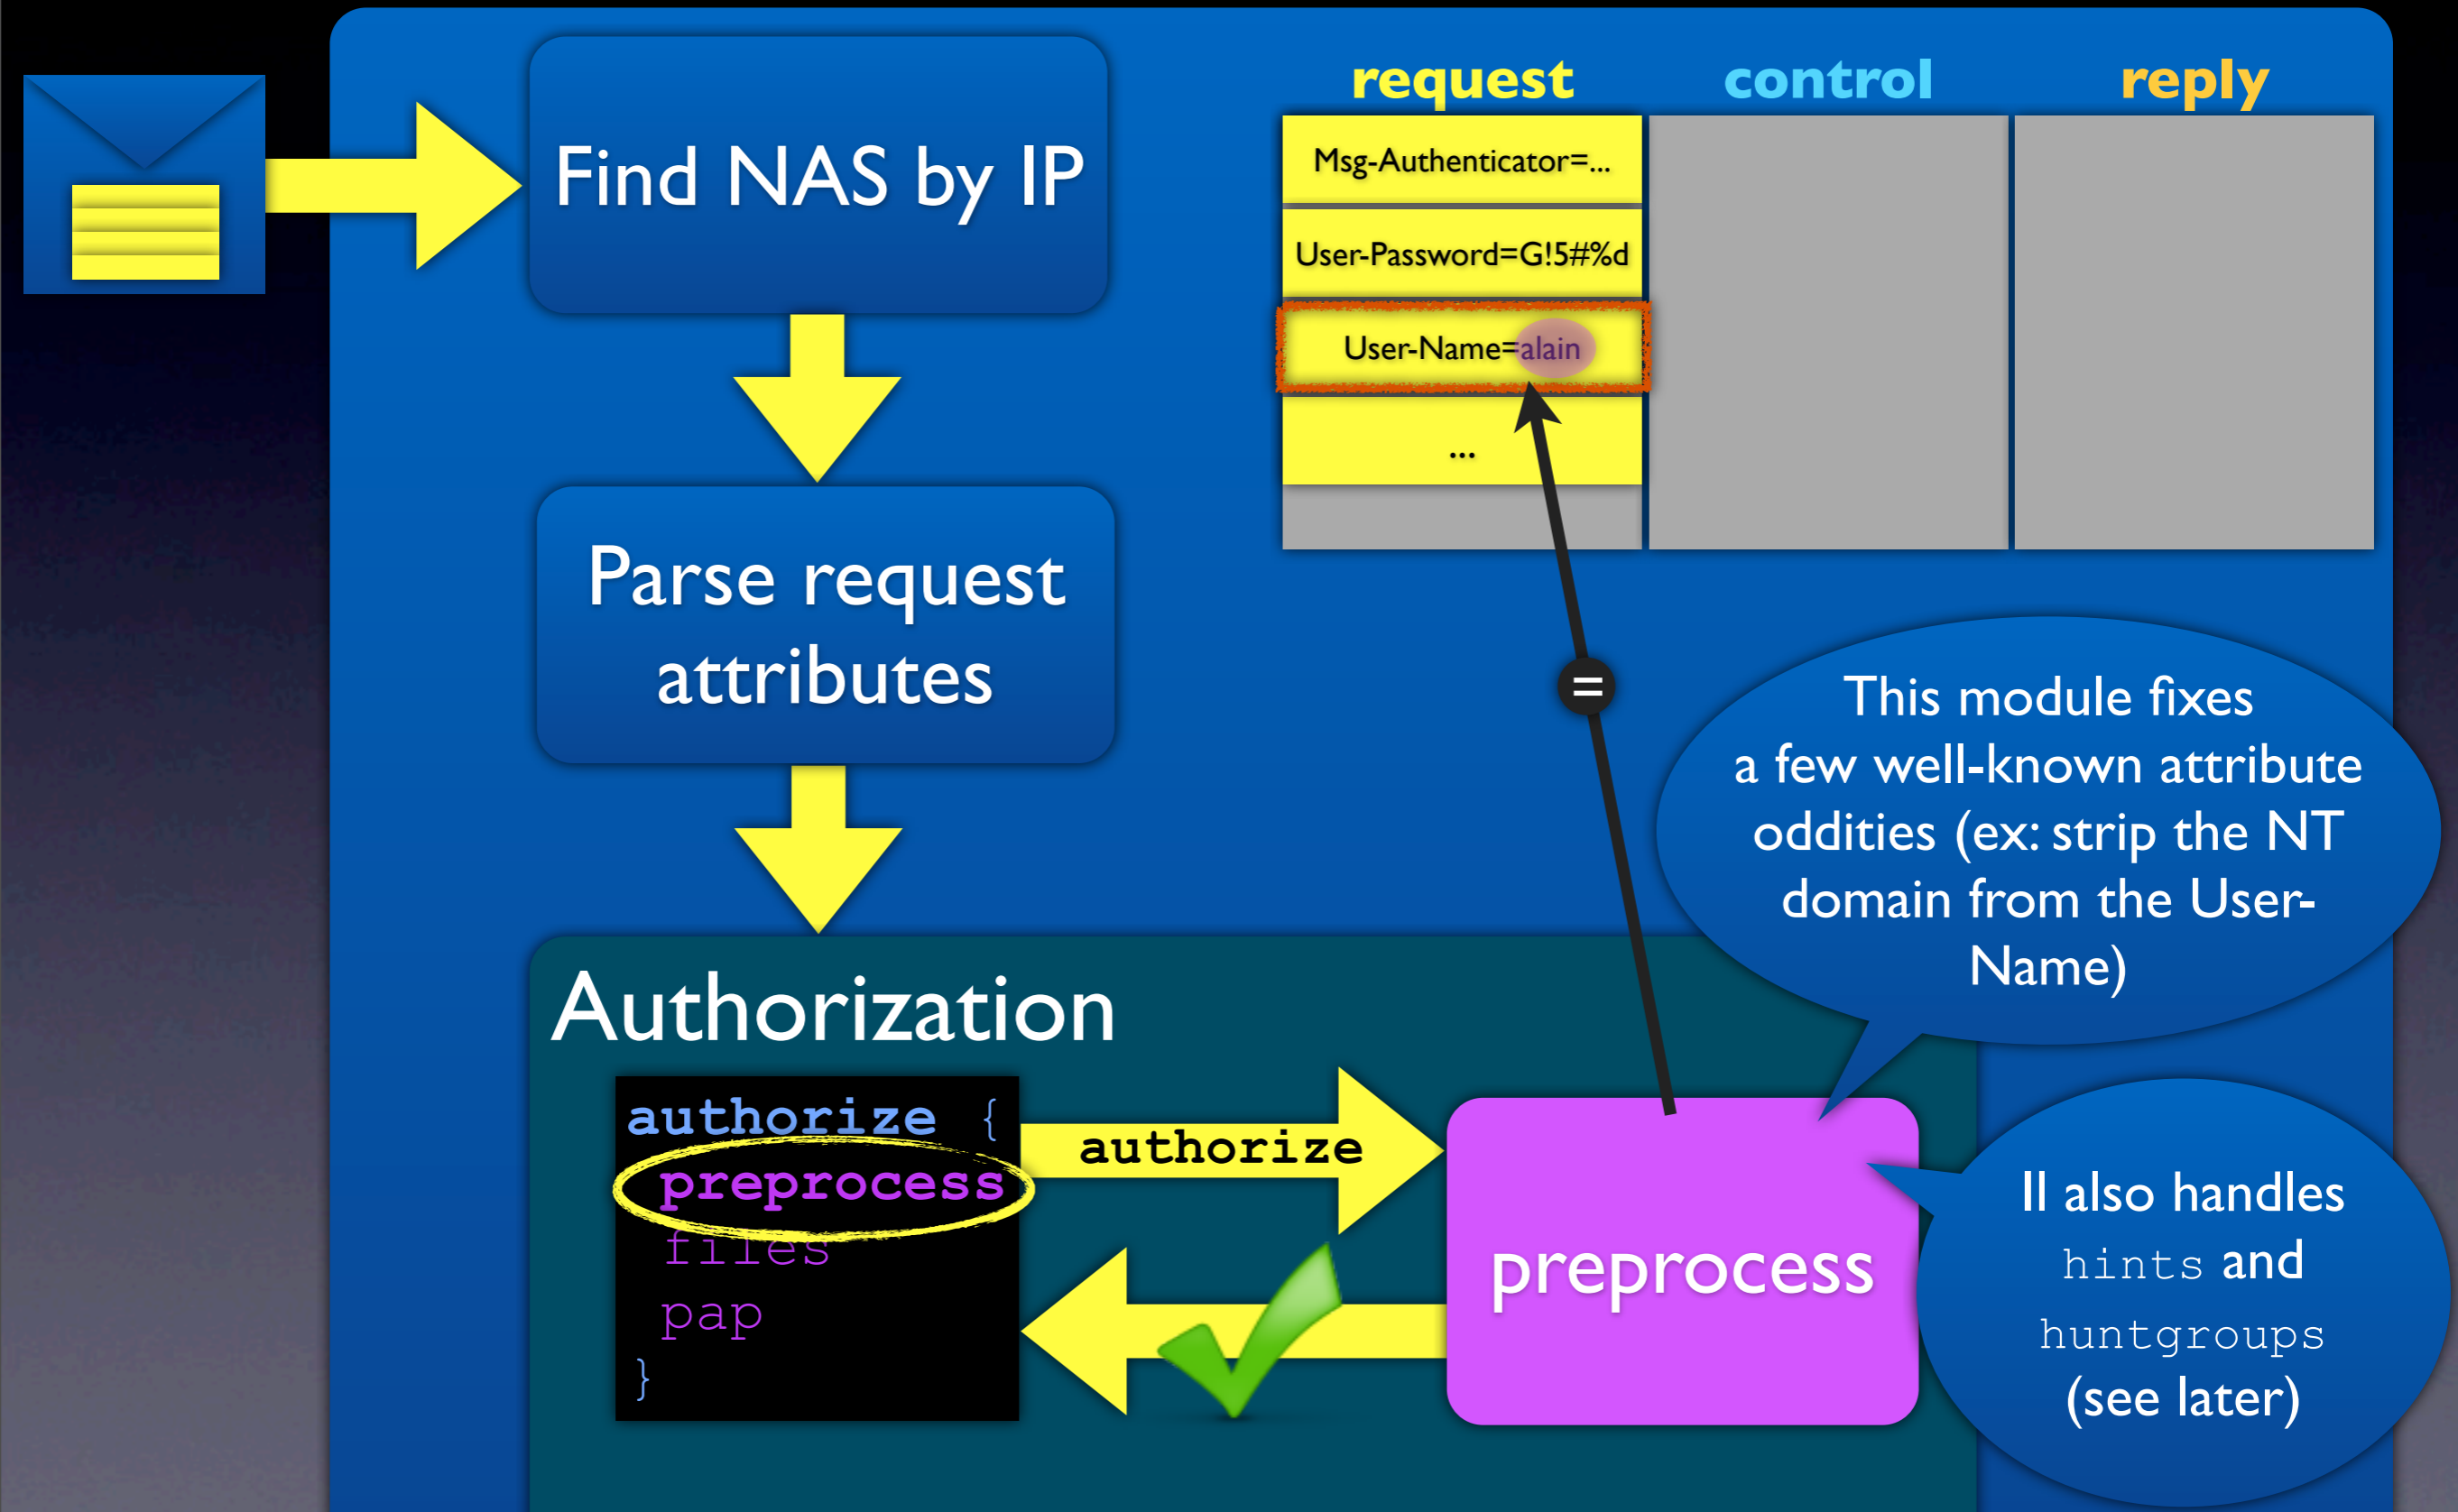 Find NAS by IP
request
control
reply
Msg-Authenticator=...
User-Password=G!5#%d
User-Name=alain
...
Parse request
attributes
=
This module fixes
a few well-known attribute
oddities (ex: strip the NT
domain from the User-
Name)
Authorization
authorize {
preprocess
files
pap
}
authorize
preprocess
Il also handles
hints and
huntgroups
(see later)